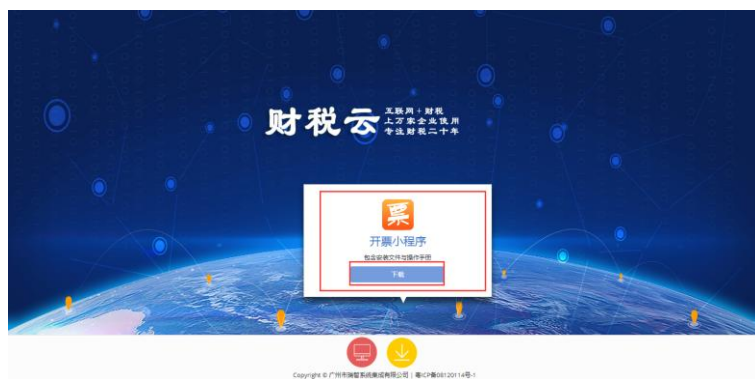 财税云
互联网+财税
上万家企业使用
专注财税二十年
票
开票小程序
包含安装文件与操作手册
下载
Copyright © 广州市瑞智系统集成有限公司 | 粤ICP备08120114号-1